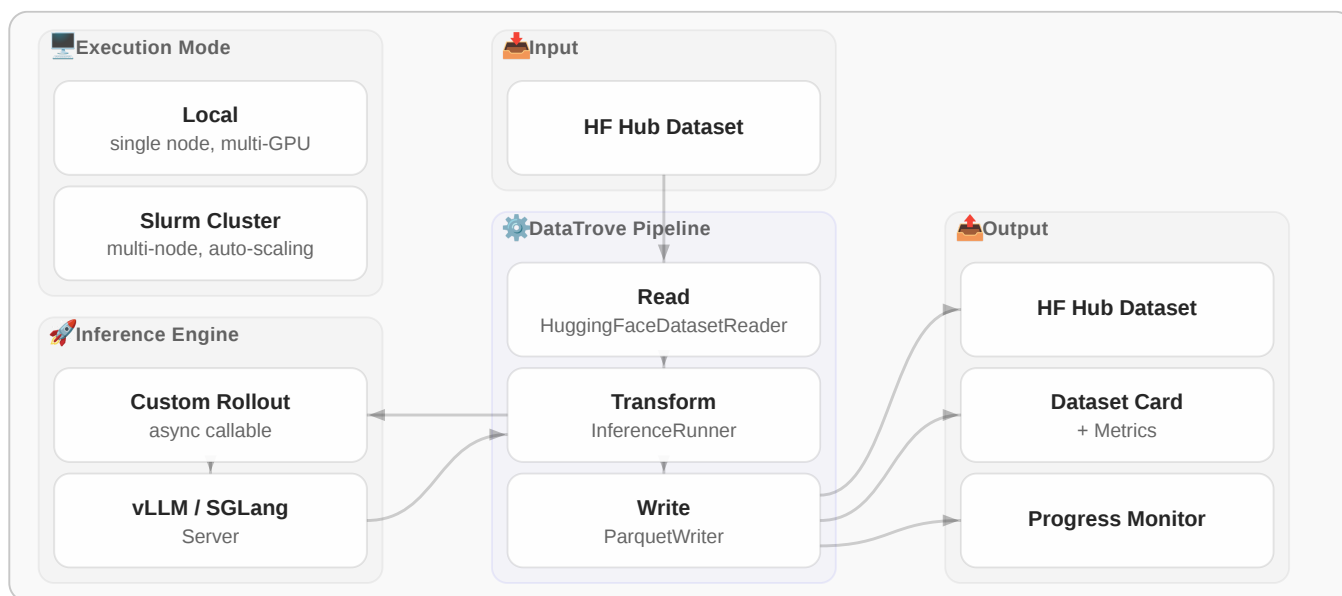 Execution Mode
Local
single node, multi-GPU
Slurm Cluster
multi-node, auto-scaling
Inference Engine
Custom Rollout
async callable
vLLM / SGLang
Server
Input
HF Hub Dataset
DataTrove Pipeline
Read
HuggingFaceDatasetReader
Transform
InferenceRunner
Write
ParquetWriter
Output
HF Hub Dataset
Dataset Card
+ Metrics
Progress Monitor